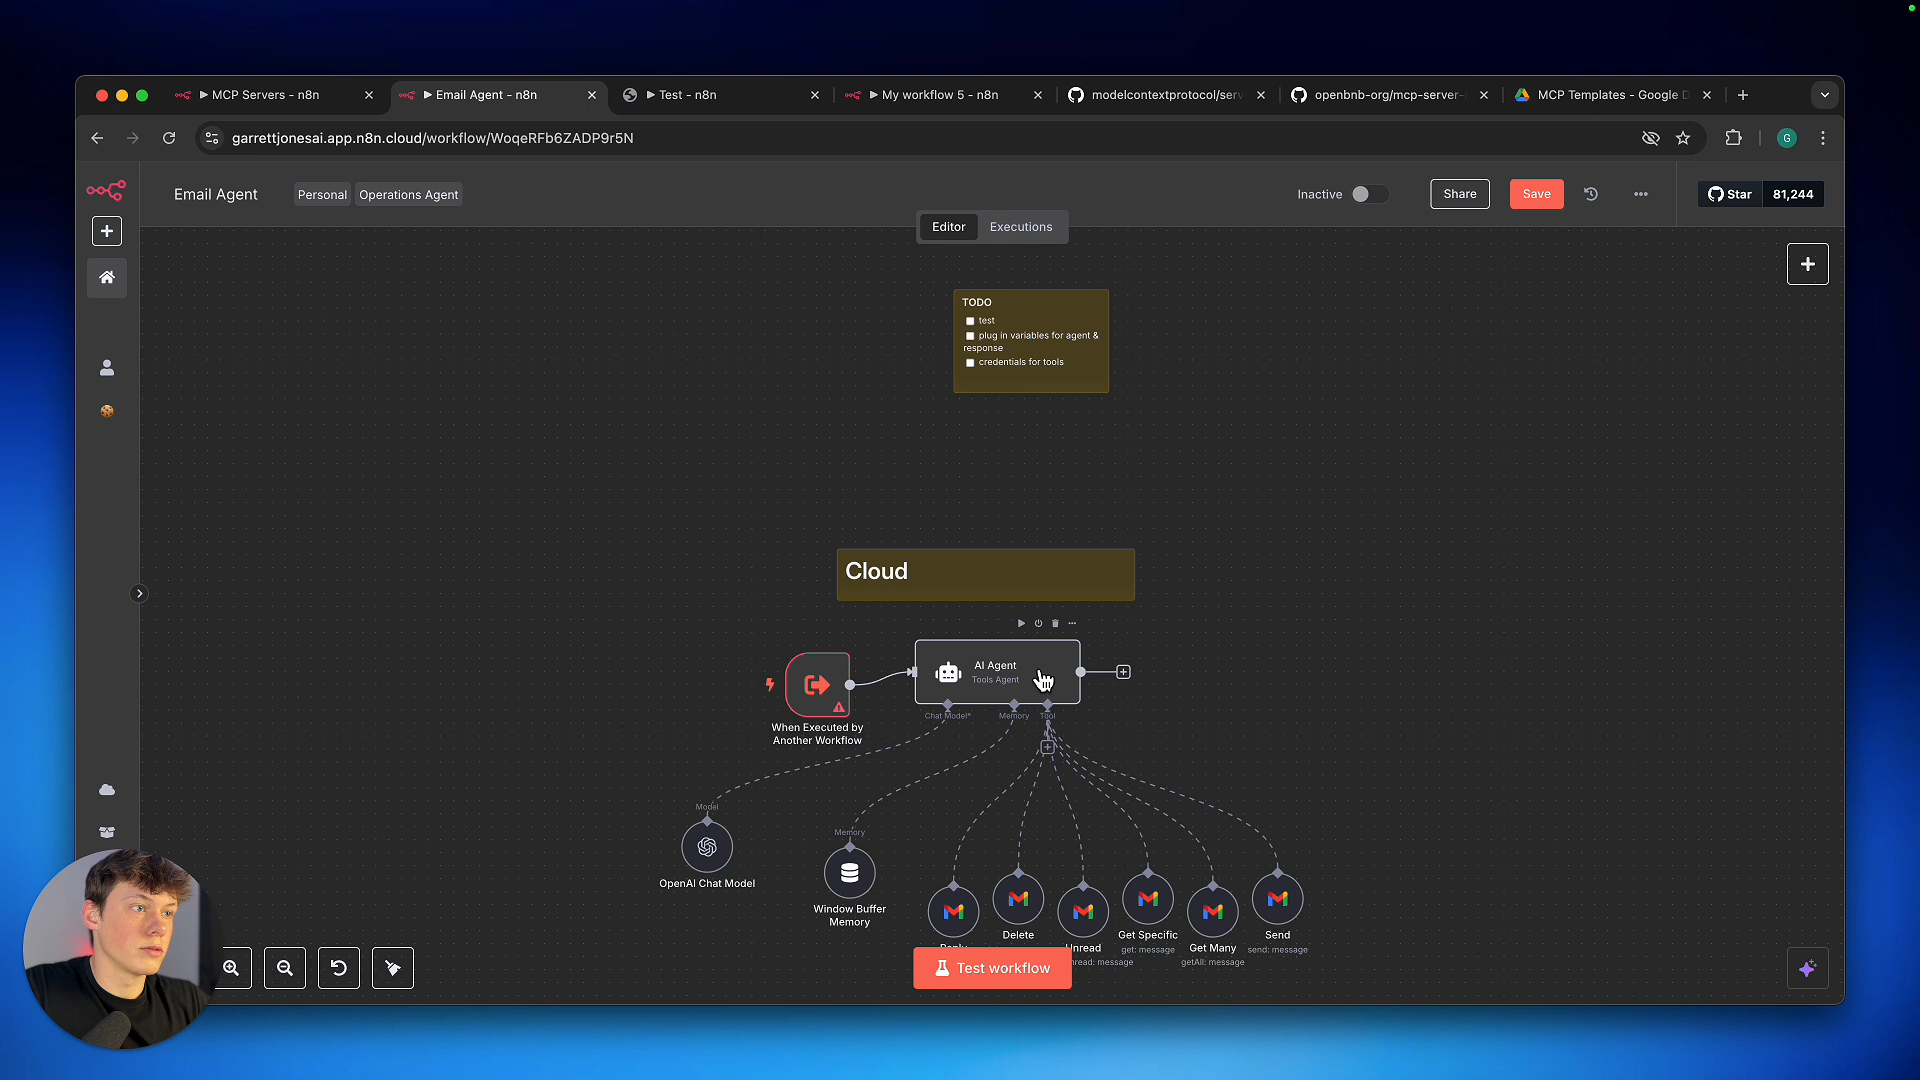 MCP Servers - n8n
Email Agent - n8n
Test - n8n
My workflow 5 - n8n
modelcontextprotocol/serv
openbnb-org/mcp-server-
MCP Templates - Google D
garrettjonesai.app.n8n.cloud/workflow/WoqeRFb6ZADP9r5N
G
Email Agent
Personal
Operations Agent
Inactive
Share
Save
Star
81,244
Editor
Executions
TODO
test
plug in variables for agent &
response
credentials for tools
Cloud
AI Agent
Tools Agent
Chat Model*
Memory
Tool
When Executed by
Another Workflow
Model
OpenAI Chat Model
Memory
Window Buffer
Memory
Reply
Delete
Unread
nread: message
Get Specific
get: message
Get Many
getAll: message
Send
send: message
Test workflow